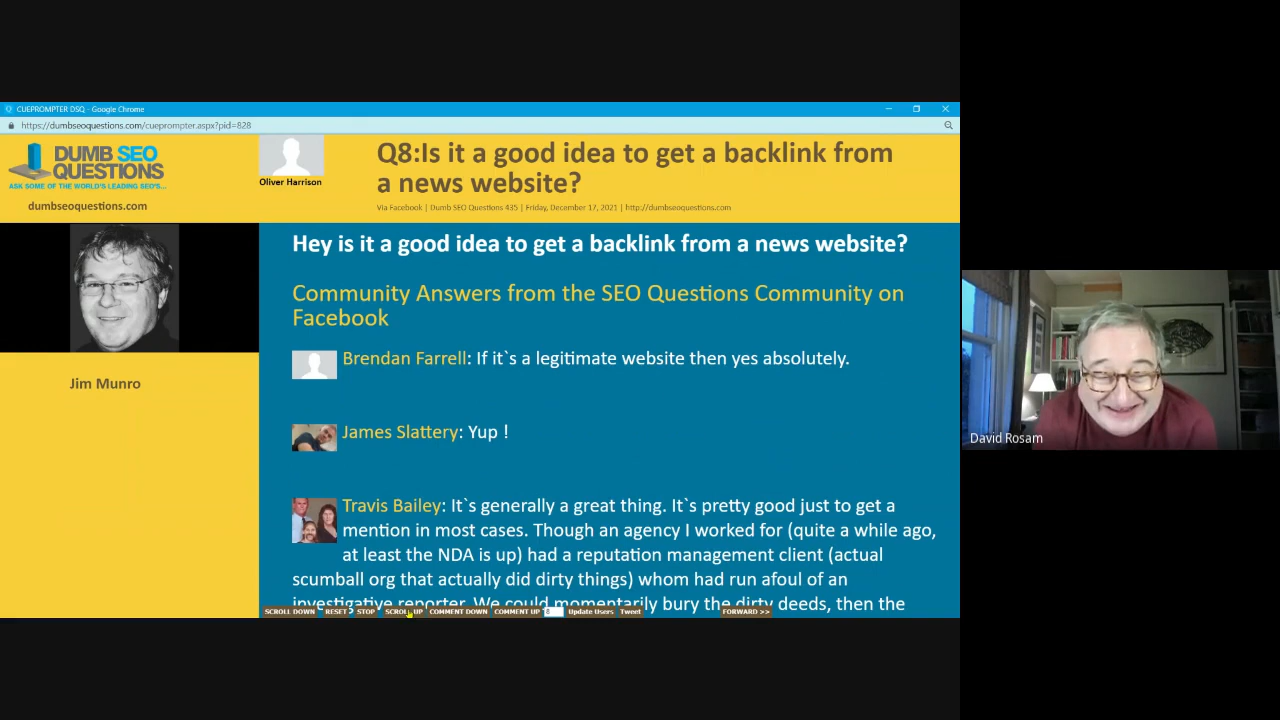 CUEPROMPTER DSQ - Google Chrome
https://dumbseoquestions.com/cueprompter.aspx?pid=828
DUMB SEO
QUESTIONS
ASK SOME OF THE WORLD'S LEADING SEO'S...
dumbseoquestions.com
Oliver Harrison
Q8:Is it a good idea to get a backlink from
a news website?
Via Facebook | Dumb SEO Questions 435 | Friday, December 17, 2021 | http://dumbseoquestions.com
Jim Munro
Hey is it a good idea to get a backlink from a news website?
Community Answers from the SEO Questions Community on
Facebook
Brendan Farrell: If it`s a legitimate website then yes absolutely.
James Slattery: Yup !
Travis Bailey: It`s generally a great thing. It`s pretty good just to get a
mention in most cases. Though an agency I worked for (quite a while ago,
at least the NDA is up) had a reputation management client (actual
scumball org that actually did dirty things) whom had run afoul of an
investigative reporter. We could momentarily bury the dirty deeds, then the
SCROLL DOWN RESET STOP SCROLL UP COMMENT DOWN COMMENT UP 8 Update Users Tweet FORWARD >>
David Rosam